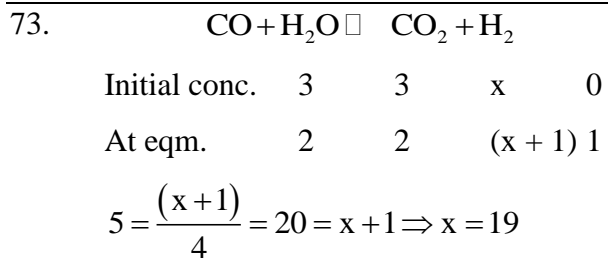 73. CO + H₂O □ CO₂ + H₂
Initial conc. 3 3 x 0
At eqm. 2 2 (x + 1) 1
5 = (x + 1)/4 = 20 = x + 1 ⇒ x = 19